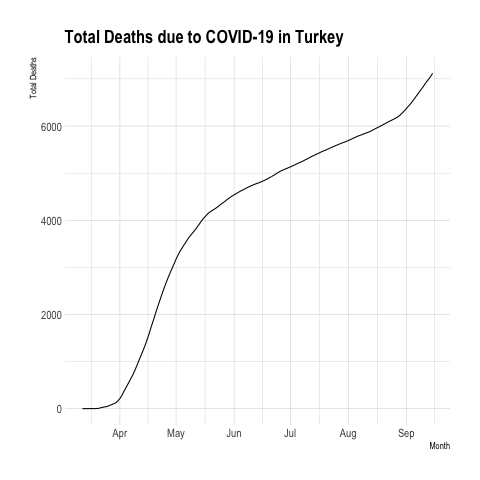 Total Deaths due to COVID-19 in Turkey
Total Deaths
6000
4000
2000
0
Apr May Jun Jul Aug Sep
Month